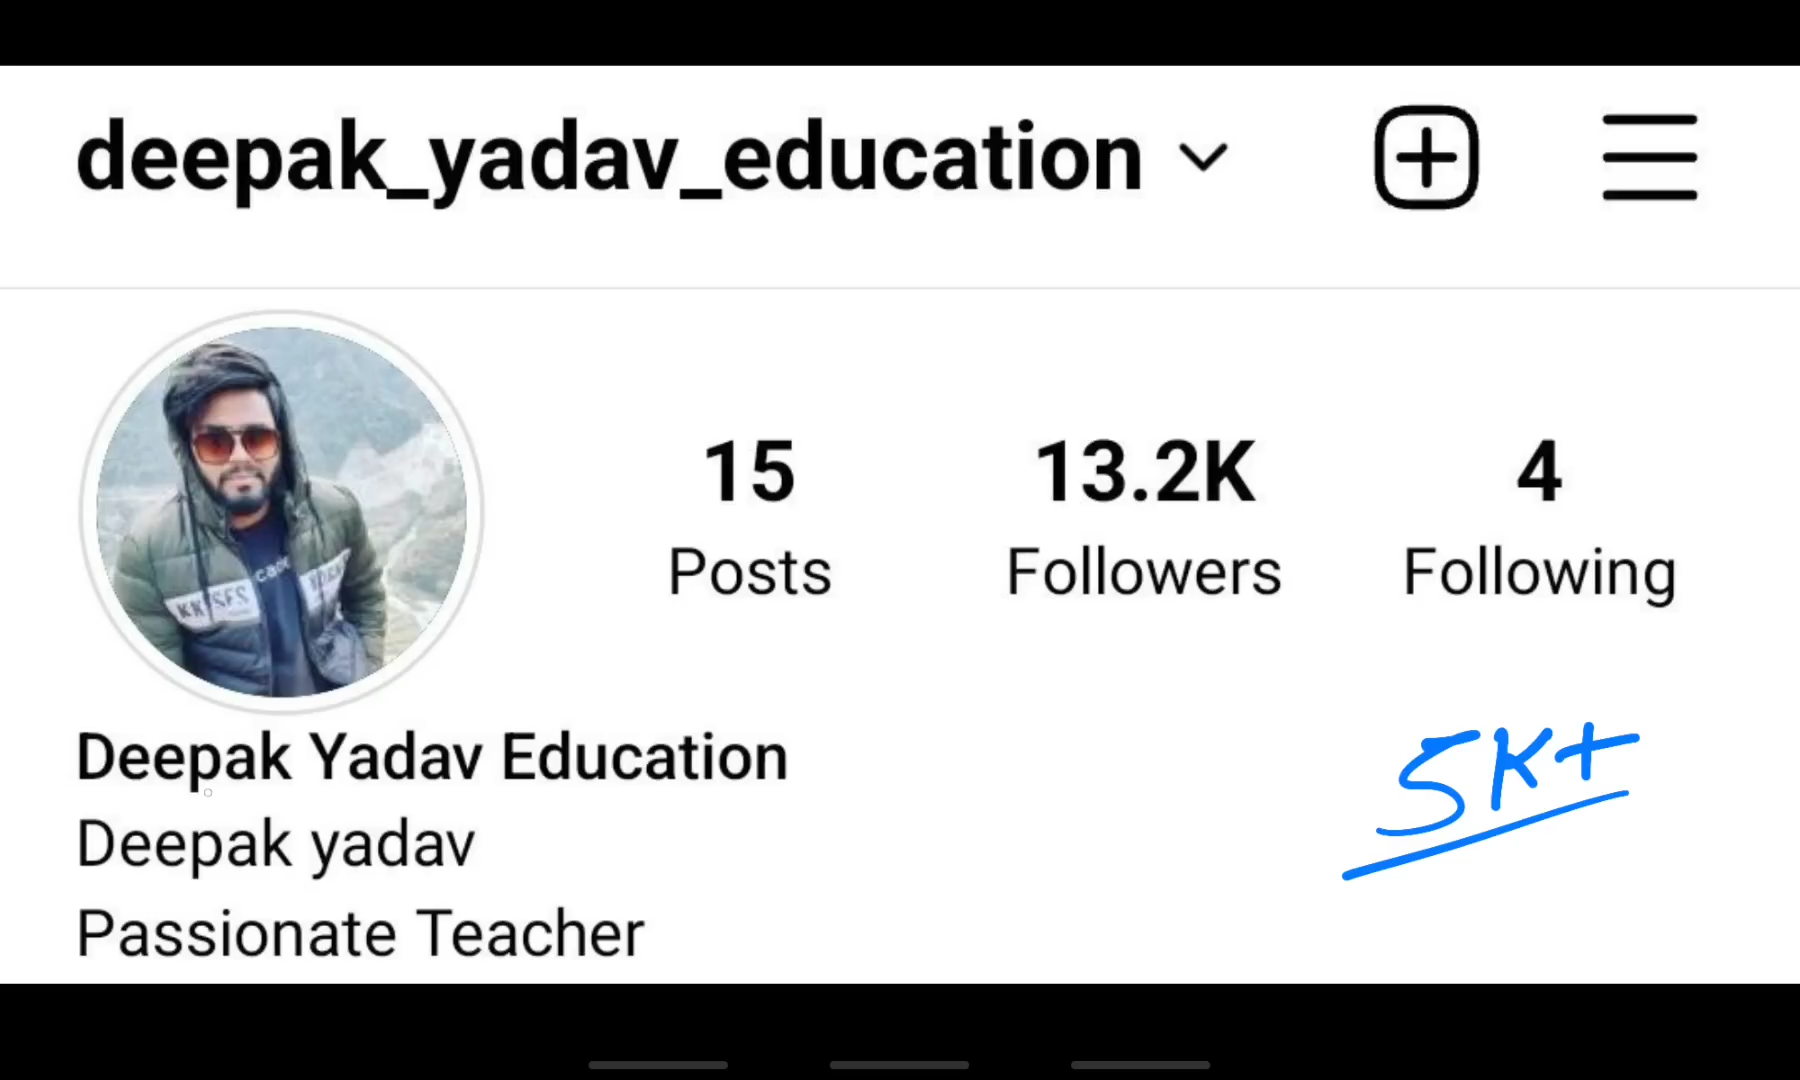 deepak_yadav_education
15 13.2K 4
Posts Followers Following
Deepak Yadav Education
5K+
Deepak yadav
Passionate Teacher